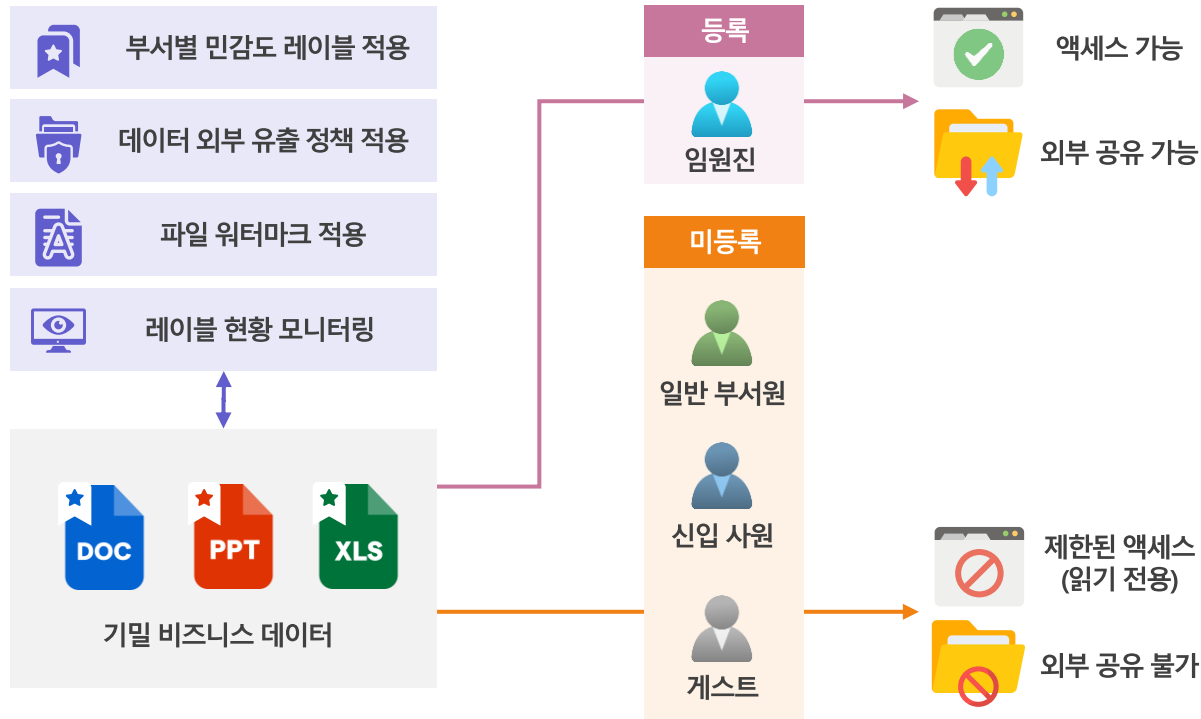 부서별 민감도 레이블 적용
데이터 외부 유출 정책 적용
파일 워터마크 적용
레이블 현황 모니터링
DOC
PPT
XLS
기밀 비즈니스 데이터
등록
임원진
미등록
일반 부서원
신입 사원
게스트
액세스 가능
외부 공유 가능
제한된 액세스
(읽기 전용)
외부 공유 불가